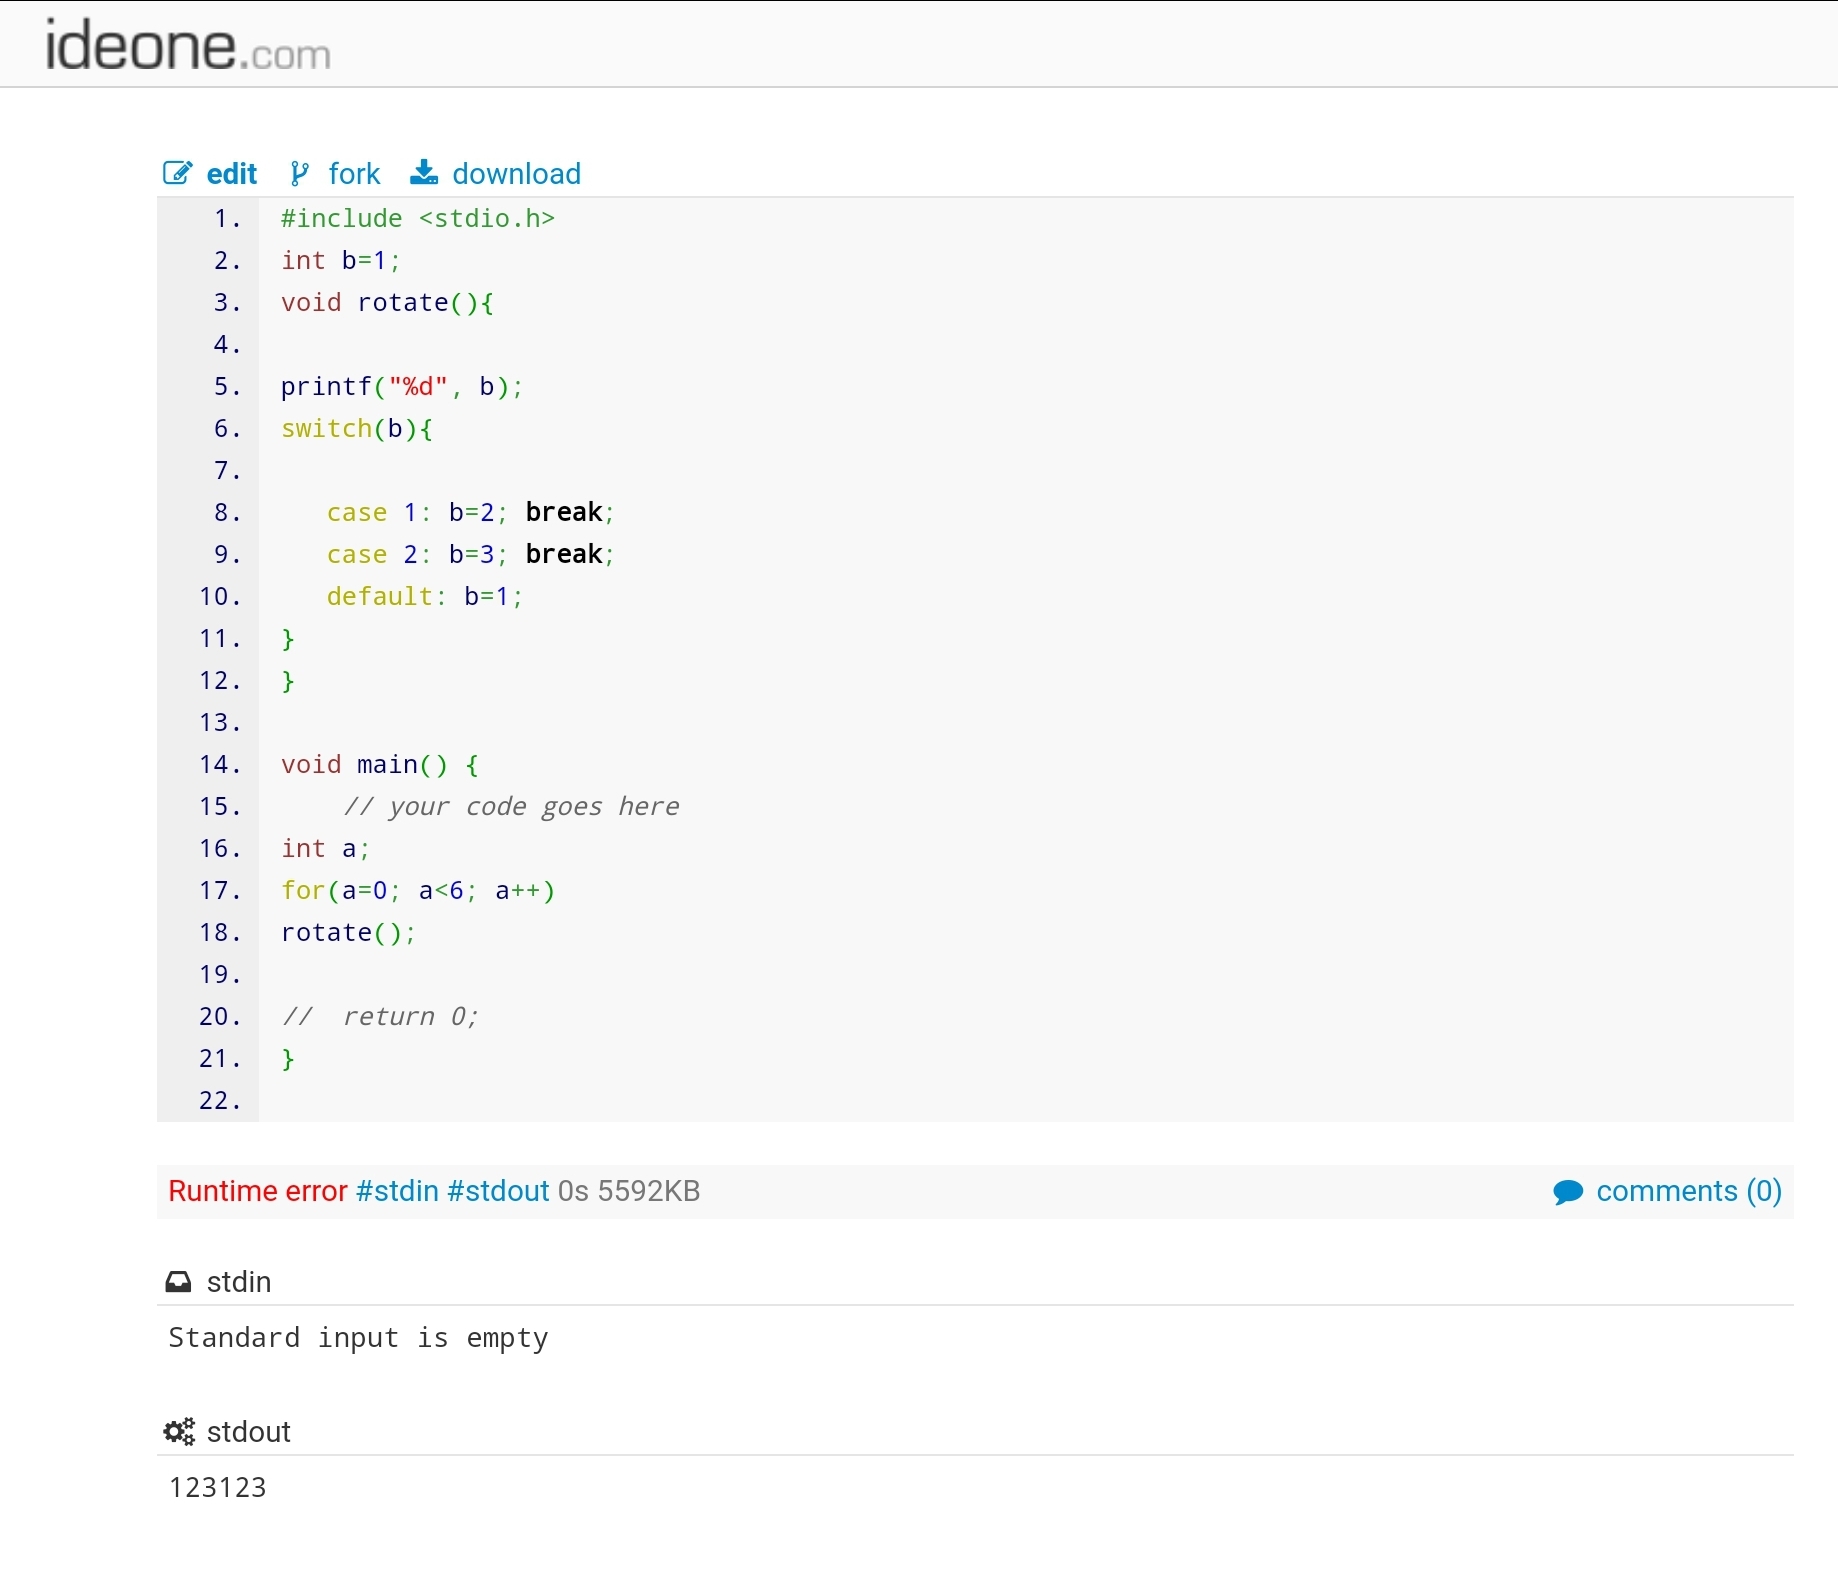 ideone.com
edit fork download
1. #include <stdio.h>
2. int b=1;
3. void rotate(){
4.
5. printf("%d", b);
6. switch(b){
7.
8.    case 1: b=2; break;
9.    case 2: b=3; break;
10.    default: b=1;
11. }
12. }
13.
14. void main() {
15.     // your code goes here
16. int a;
17. for(a=0; a<6; a++)
18. rotate();
19.
20. //  return 0;
21. }
22.
Runtime error #stdin #stdout 0s 5592KB comments (0)
stdin
Standard input is empty
stdout
123123